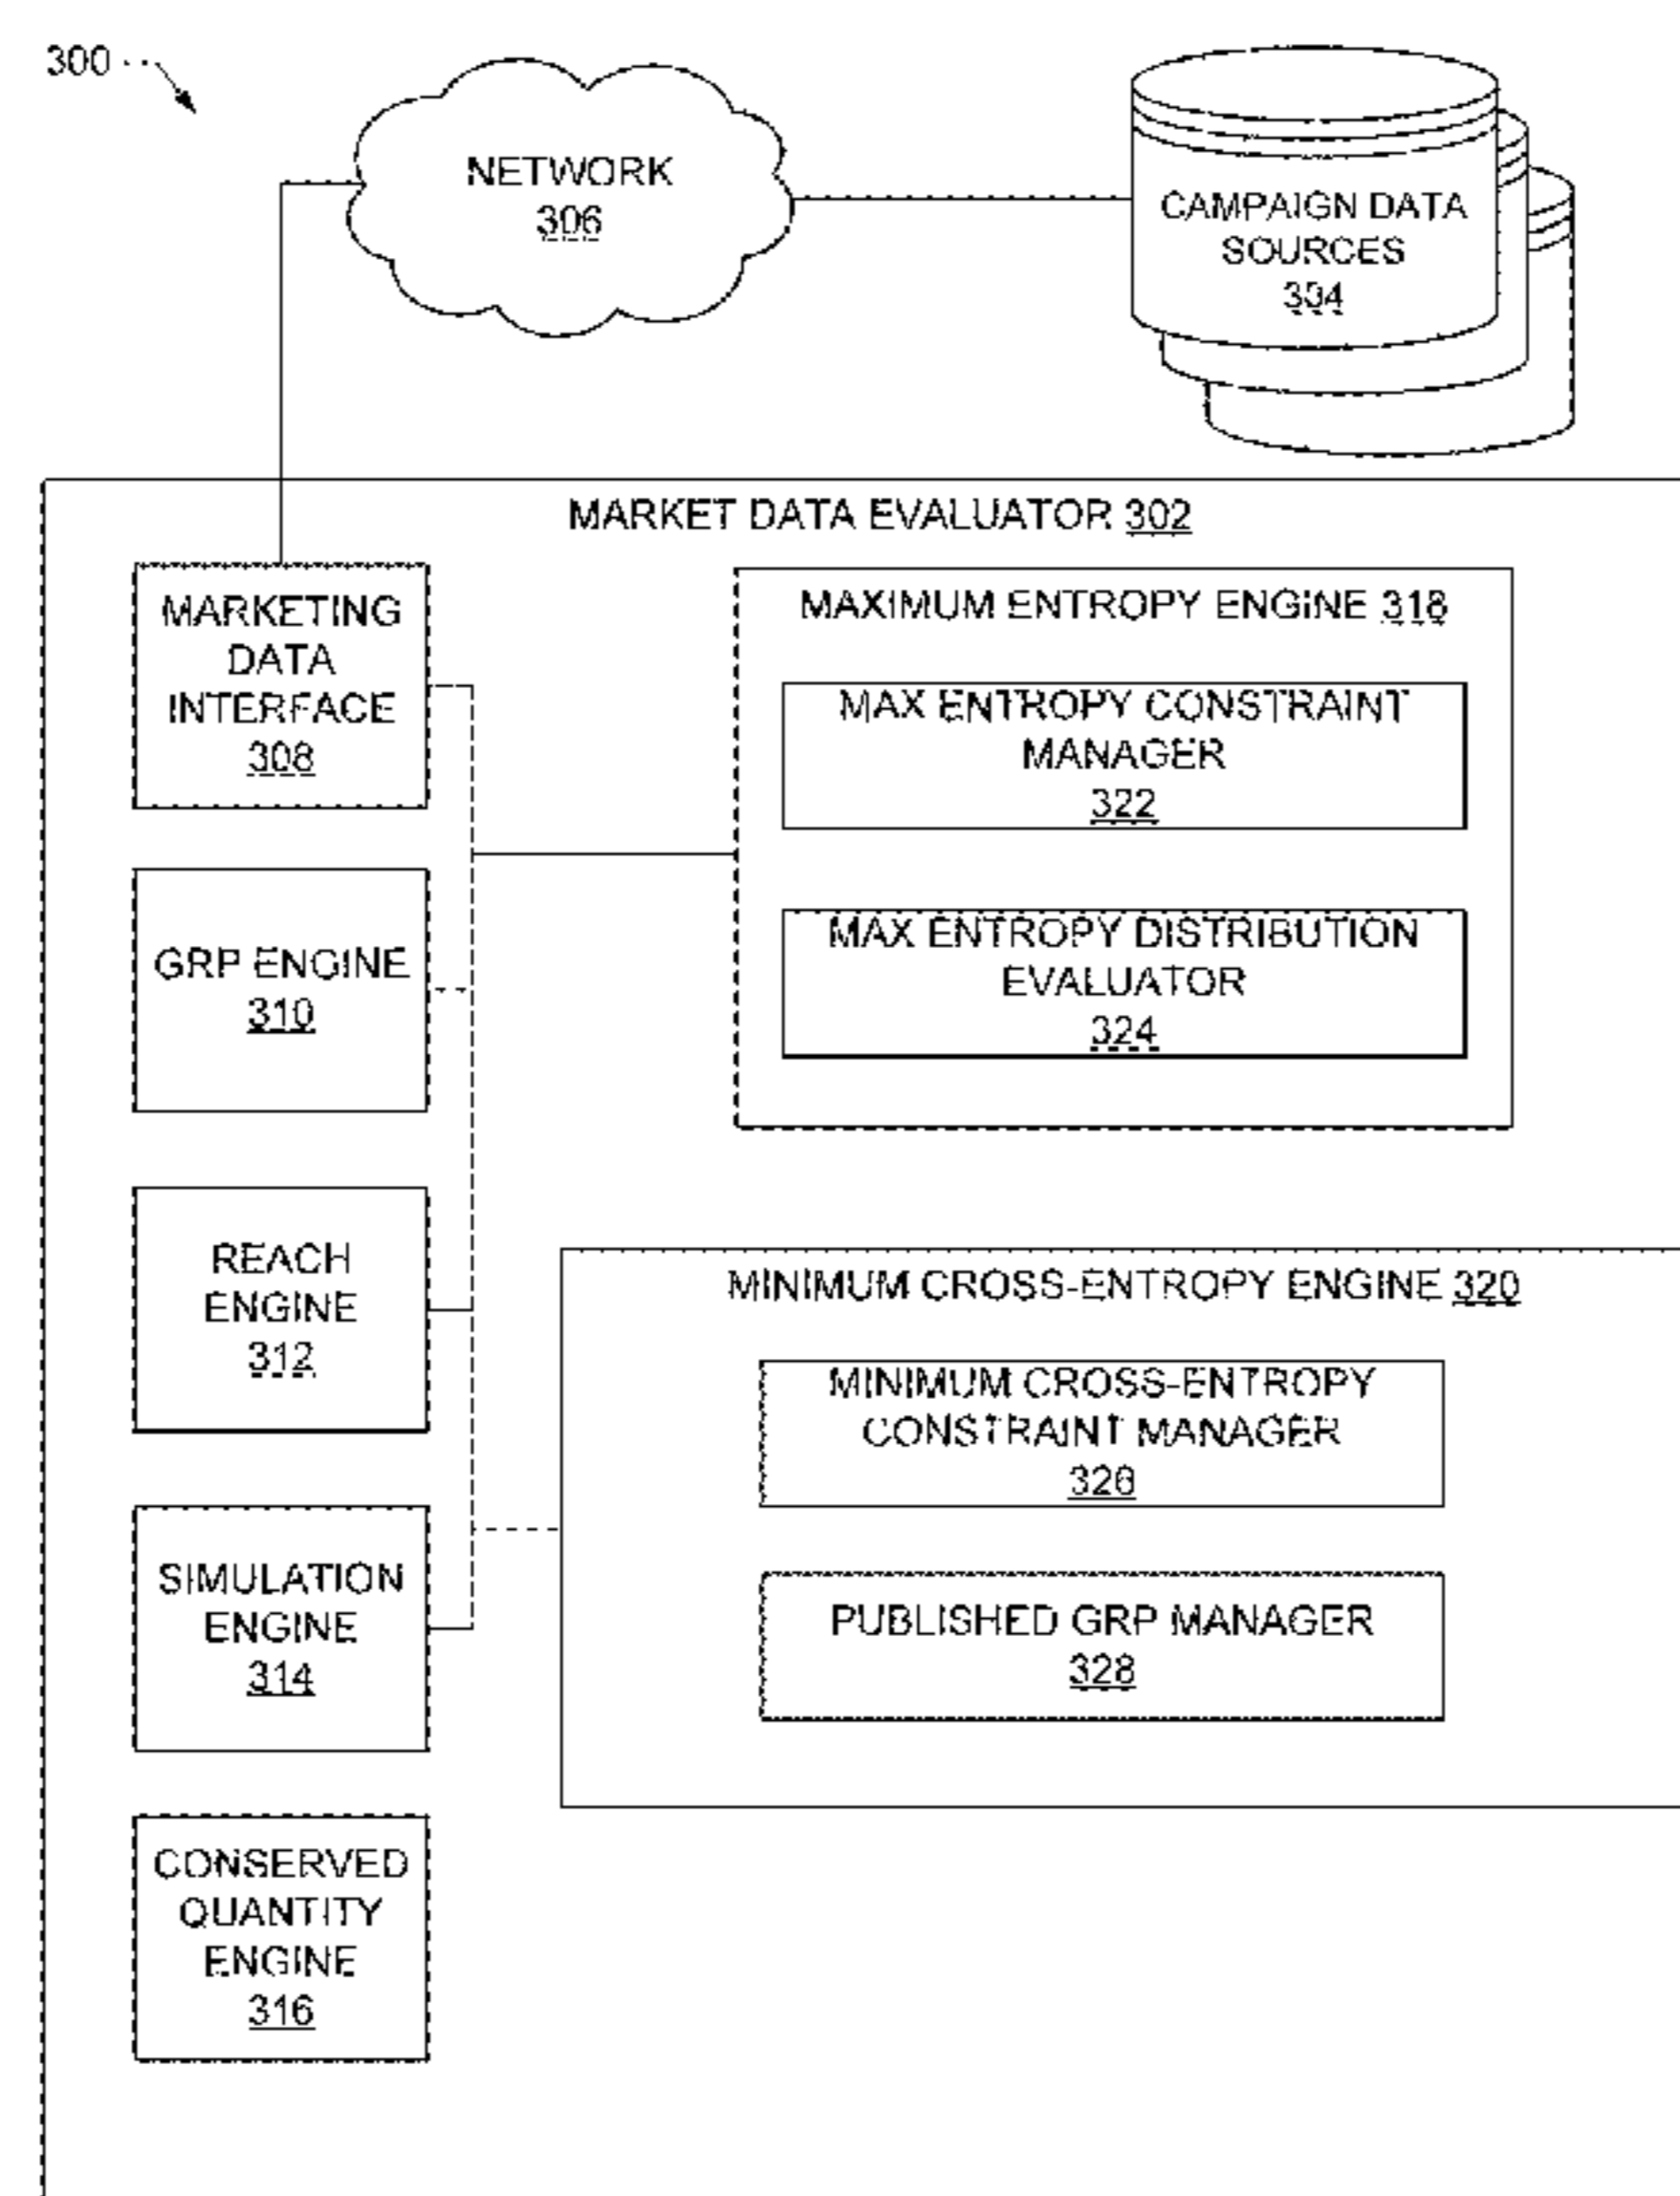 300
NETWORK
306
CAMPAIGN DATA
SOURCES
304
MARKET DATA EVALUATOR 302
MARKETING
DATA
INTERFACE
308
MAXIMUM ENTROPY ENGINE 318
MAX ENTROPY CONSTRAINT
MANAGER
322
GRP ENGINE
310
MAX ENTROPY DISTRIBUTION
EVALUATOR
324
REACH
ENGINE
312
MINIMUM CROSS-ENTROPY ENGINE 320
MINIMUM CROSS-ENTROPY
CONSTRAINT MANAGER
326
SIMULATION
ENGINE
314
PUBLISHED GRP MANAGER
328
CONSERVED
QUANTITY
ENGINE
316